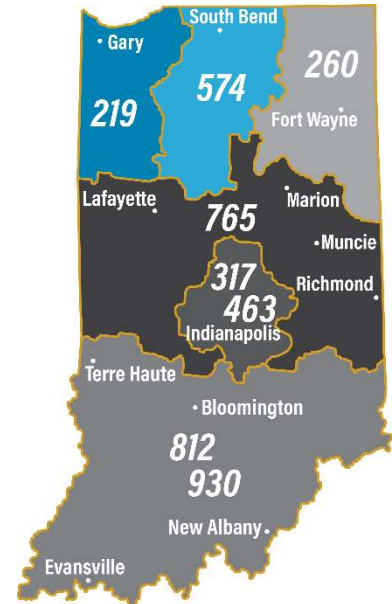 South Bend
Gary
260
574
219
Fort Wayne
Lafayette
Marion
765
Muncie
317
Richmond
463
Indianapolis
Terre Haute
Bloomington
812
930
New Albany
Evansville